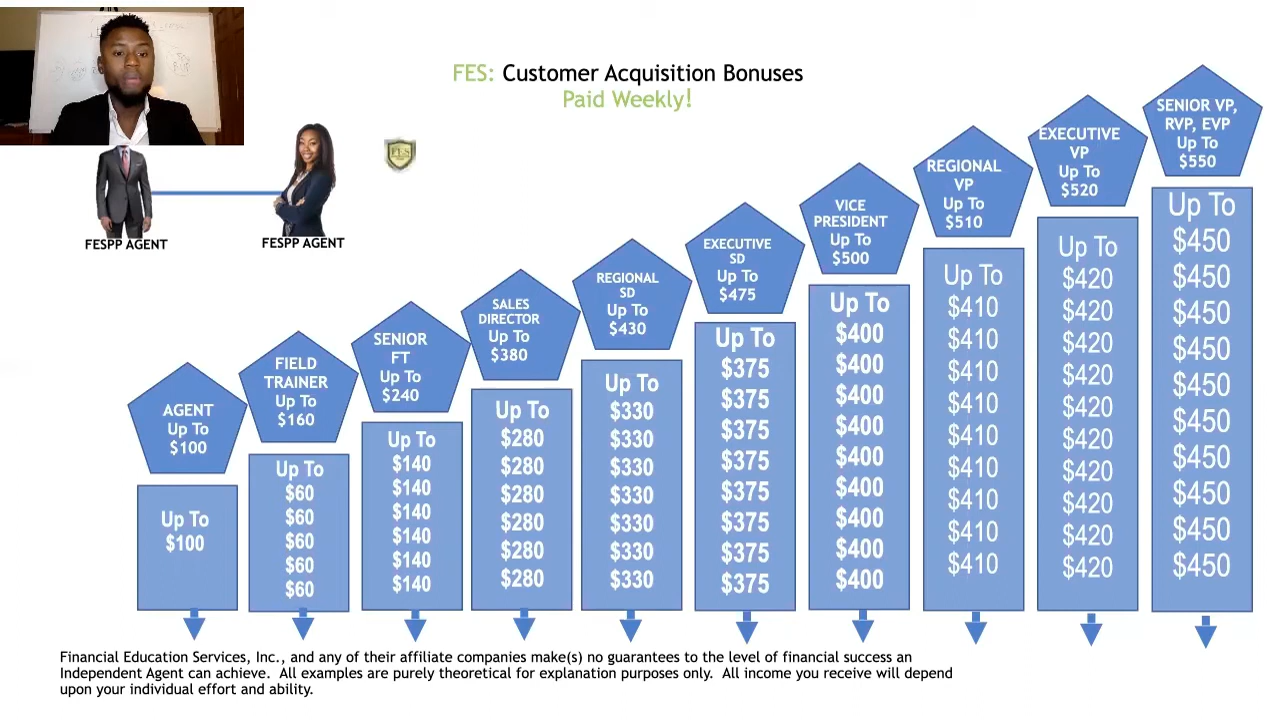 FES: Customer Acquisition Bonuses
Paid Weekly!
FES
FESPP AGENT
FESPP AGENT
AGENT
Up To
$100
Up To
$100
FIELD
TRAINER
Up To
$160
Up To
$60
$60
$60
$60
$60
SENIOR
FT
Up To
$240
Up To
$140
$140
$140
$140
$140
$140
SALES
DIRECTOR
Up To
$380
Up To
$280
$280
$280
$280
$280
$280
REGIONAL
SD
Up To
$430
Up To
$330
$330
$330
$330
$330
$330
$330
EXECUTIVE
SD
Up To
$475
Up To
$375
$375
$375
$375
$375
$375
$375
$375
VICE
PRESIDENT
Up To
$500
Up To
$400
$400
$400
$400
$400
$400
$400
$400
$400
REGIONAL
VP
Up To
$510
Up To
$410
$410
$410
$410
$410
$410
$410
$410
$410
EXECUTIVE
VP
Up To
$520
Up To
$420
$420
$420
$420
$420
$420
$420
$420
$420
$420
SENIOR VP,
RVP, EVP
Up To
$550
Up To
$450
$450
$450
$450
$450
$450
$450
$450
$450
$450
Financial Education Services, Inc., and any of their affiliate companies make(s) no guarantees to the level of financial success an
Independent Agent can achieve.  All examples are purely theoretical for explanation purposes only.  All income you receive will depend
upon your individual effort and ability.